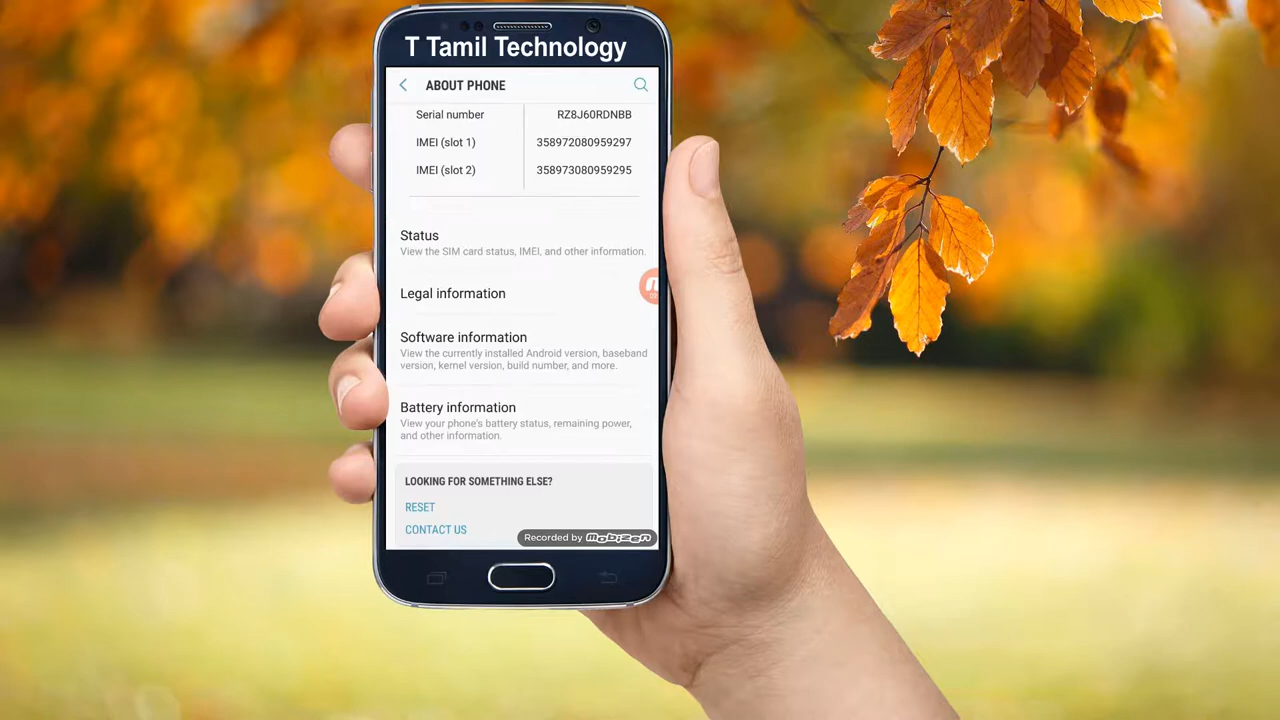 T Tamil Technology
ABOUT PHONE
Serial number RZ8J60RDNBB
IMEI (slot 1) 358972080959297
IMEI (slot 2) 358973080959295
Status
View the SIM card status, IMEI, and other information.
Legal information
Software information
View the currently installed Android version, baseband
version, kernel version, build number, and more.
Battery information
View your phone's battery status, remaining power,
and other information.
LOOKING FOR SOMETHING ELSE?
RESET
CONTACT US
Recorded by mobizen